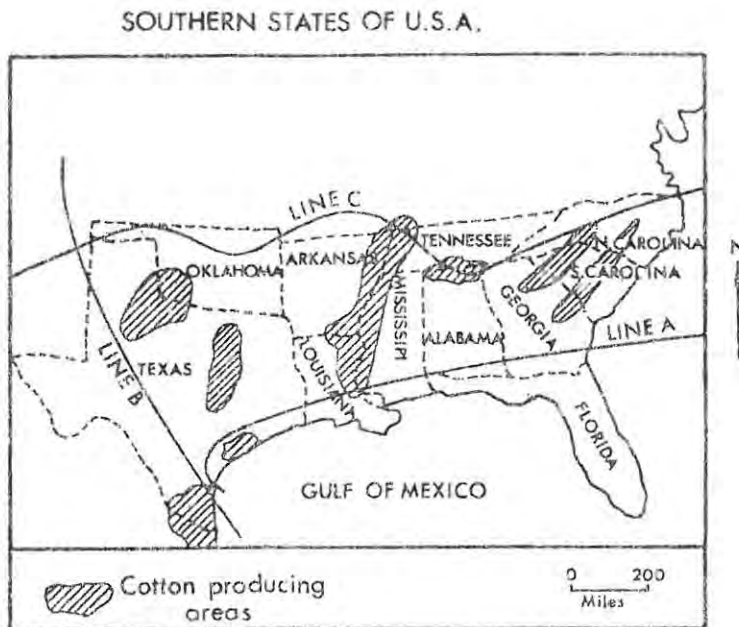 SOUTHERN STATES OF U.S.A.
LINE C
TENNESSEE
N. CAROLINA
OKLAHOMA
ARKANSAS
S. CAROLINA
MISSISSIPI
GEORGIA
LINE A
ALABAMA
LINE B
TEXAS
LOUISIANA
FLORIDA
GULF OF MEXICO
N
Cotton producing
areas
0 200
Miles